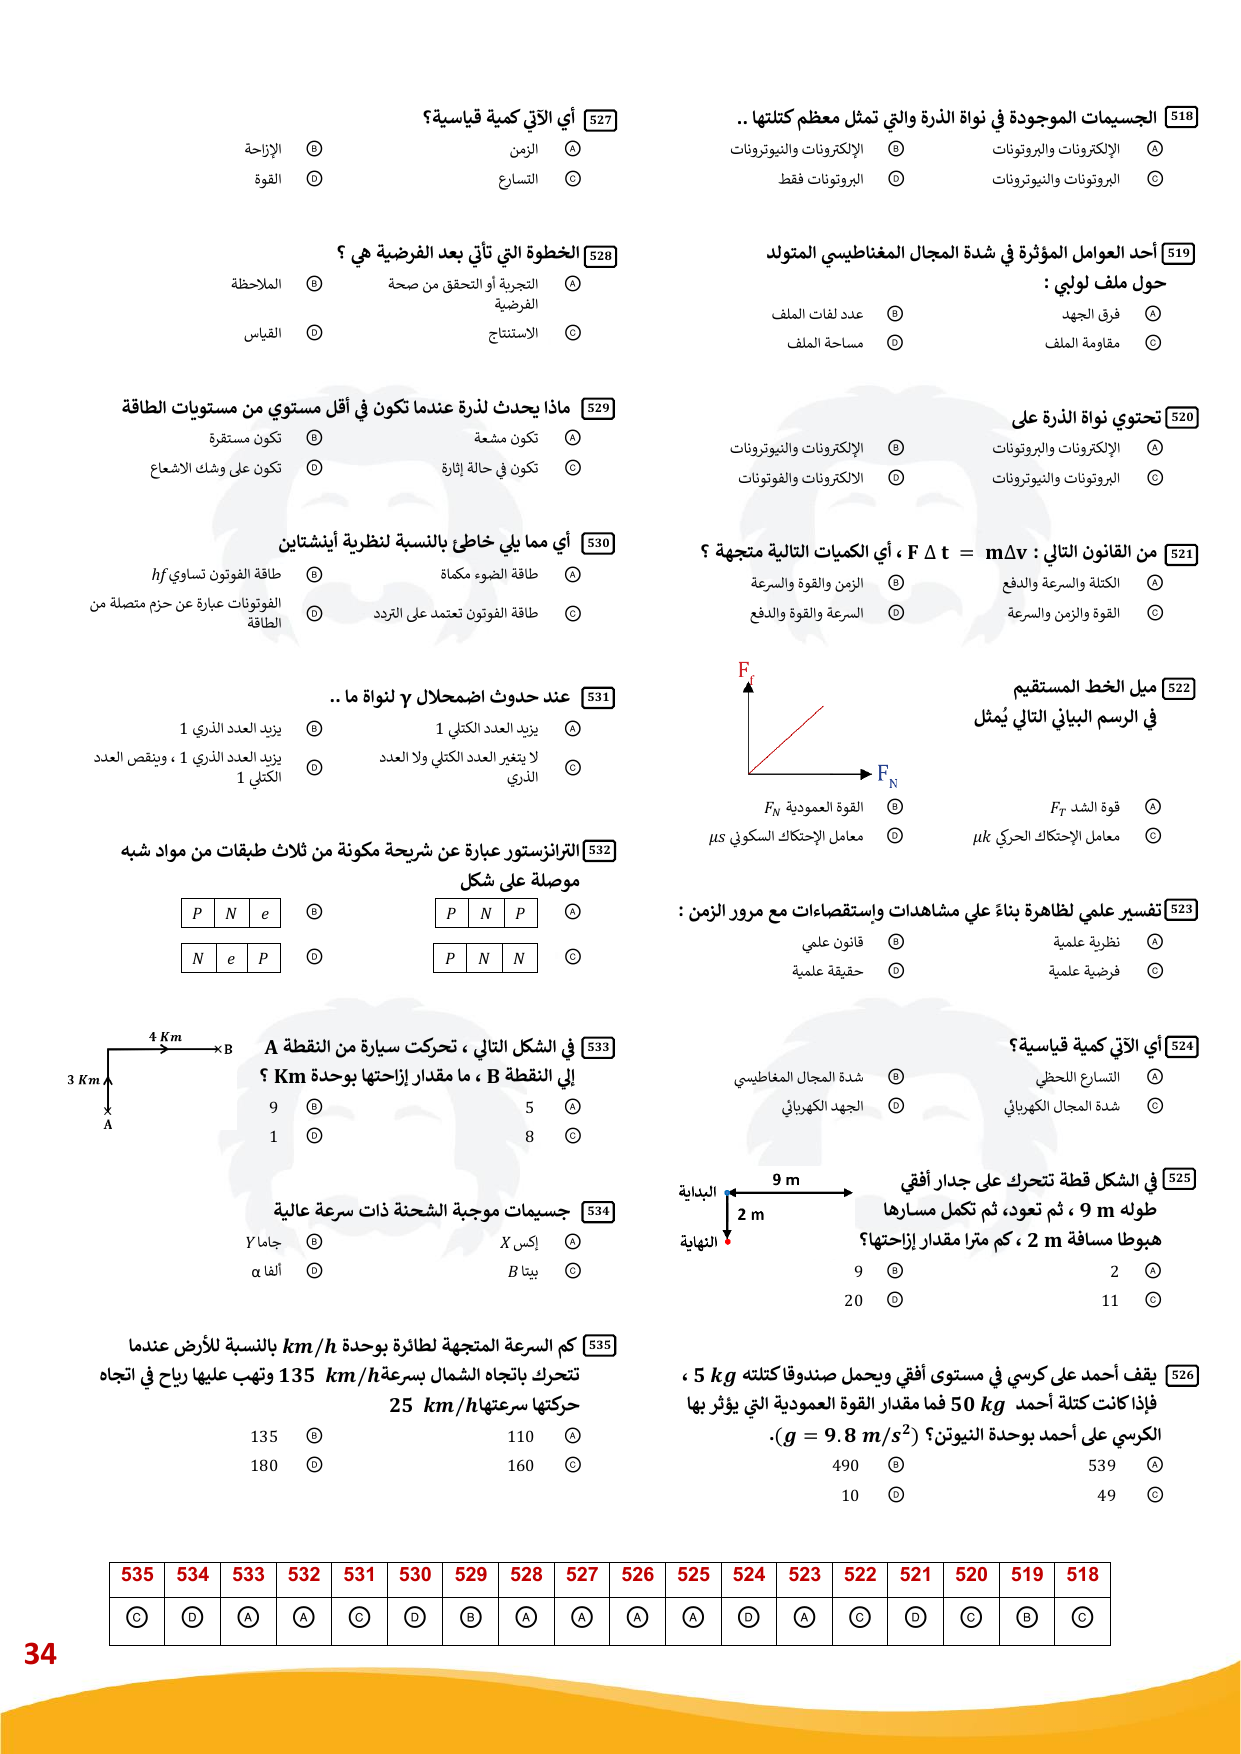 518 الجسيمات الموجودة في نواة الذرة والتي تمثل معظم كتلتها ..
A الإلكترونات والبروتونات B الإلكترونات والنيوترونات
C البروتونات والنيوترونات D البروتونات فقط
519 أحد العوامل المؤثرة في شدة المجال المغناطيسي المتولد
حول ملف لولبي :
A فرق الجهد B عدد لفات الملف
C مقاومة الملف D مساحة الملف
520 تحتوي نواة الذرة على
A الإلكترونات والبروتونات B الإلكترونات والنيوترونات
C البروتونات والنيوترونات D الالكترونات والفوتونات
521 من القانون التالي : F Δ t = mΔv ، أي الكميات التالية متجهة ؟
A الكتلة والسرعة والدفع B الزمن والقوة والسرعة
C القوة والزمن والسرعة D السرعة والقوة والدفع
522 ميل الخط المستقيم
في الرسم البياني التالي يُمثل
F_f
F_N
A قوة الشد F_T B القوة العمودية F_N
C معامل الإحتكاك الحركي μk D معامل الإحتكاك السكوني μs
523 تفسير علمي لظاهرة بناءً علي مشاهدات وإستقصاءات مع مرور الزمن :
A نظرية علمية B قانون علمي
C فرضية علمية D حقيقة علمية
524 أي الآتي كمية قياسية؟
A التسارع اللحظي B شدة المجال المغاطيسي
C شدة المجال الكهربائي D الجهد الكهربائي
525 في الشكل قطة تتحرك على جدار أفقي
طوله 9 m ، ثم تعود، ثم تكمل مسارها
هبوطا مسافة 2 m ، كم مترا مقدار إزاحتها؟
9 m
البداية
2 m
النهاية
A 2 B 9
C 11 D 20
526 يقف أحمد على كرسي في مستوى أفقي ويحمل صندوقا كتلته 5 kg ،
فإذا كانت كتلة أحمد 50 kg فما مقدار القوة العمودية التي يؤثر بها
الكرسي على أحمد بوحدة النيوتن؟ (g = 9.8 m/s²).
A 539 B 490
C 49 D 10
527 أي الآتي كمية قياسية؟
A الزمن B الإزاحة
C التسارع D القوة
528 الخطوة التي تأتي بعد الفرضية هي ؟
A التجربة أو التحقق من صحة الفرضية B الملاحظة
C الاستنتاج D القياس
529 ماذا يحدث لذرة عندما تكون في أقل مستوي من مستويات الطاقة
A تكون مشعة B تكون مستقرة
C تكون في حالة إثارة D تكون على وشك الاشعاع
530 أي مما يلي خاطئ بالنسبة لنظرية أينشتاين
A طاقة الضوء مكماة B طاقة الفوتون تساوي hf
C طاقة الفوتون تعتمد على التردد D الفوتونات عبارة عن حزم متصلة من الطاقة
531 عند حدوث اضمحلال γ لنواة ما ..
A يزيد العدد الكتلي 1 B يزيد العدد الذري 1
C لا يتغير العدد الكتلي ولا العدد الذري D يزيد العدد الذري 1 ، وينقص العدد الكتلي 1
532 الترانزستور عبارة عن شريحة مكونة من ثلاث طبقات من مواد شبه
موصلة على شكل
A P N P B P N e
C P N N D N e P
533 في الشكل التالي ، تحركت سيارة من النقطة A
إلي النقطة B ، ما مقدار إزاحتها بوحدة Km ؟
4 Km
B
3 Km
A
A 5 B 9
C 8 D 1
534 جسيمات موجبة الشحنة ذات سرعة عالية
A إكس X B جاما Y
C بيتا B D ألفا α
535 كم السرعة المتجهة لطائرة بوحدة km/h بالنسبة للأرض عندما
تتحرك باتجاه الشمال بسرعة 135 km/h وتهب عليها رياح في اتجاه
حركتها سرعتها 25 km/h
A 110 B 135
C 160 D 180
535 534 533 532 531 530 529 528 527 526 525 524 523 522 521 520 519 518
C D A A C D B A A A A D A C D C B C
34